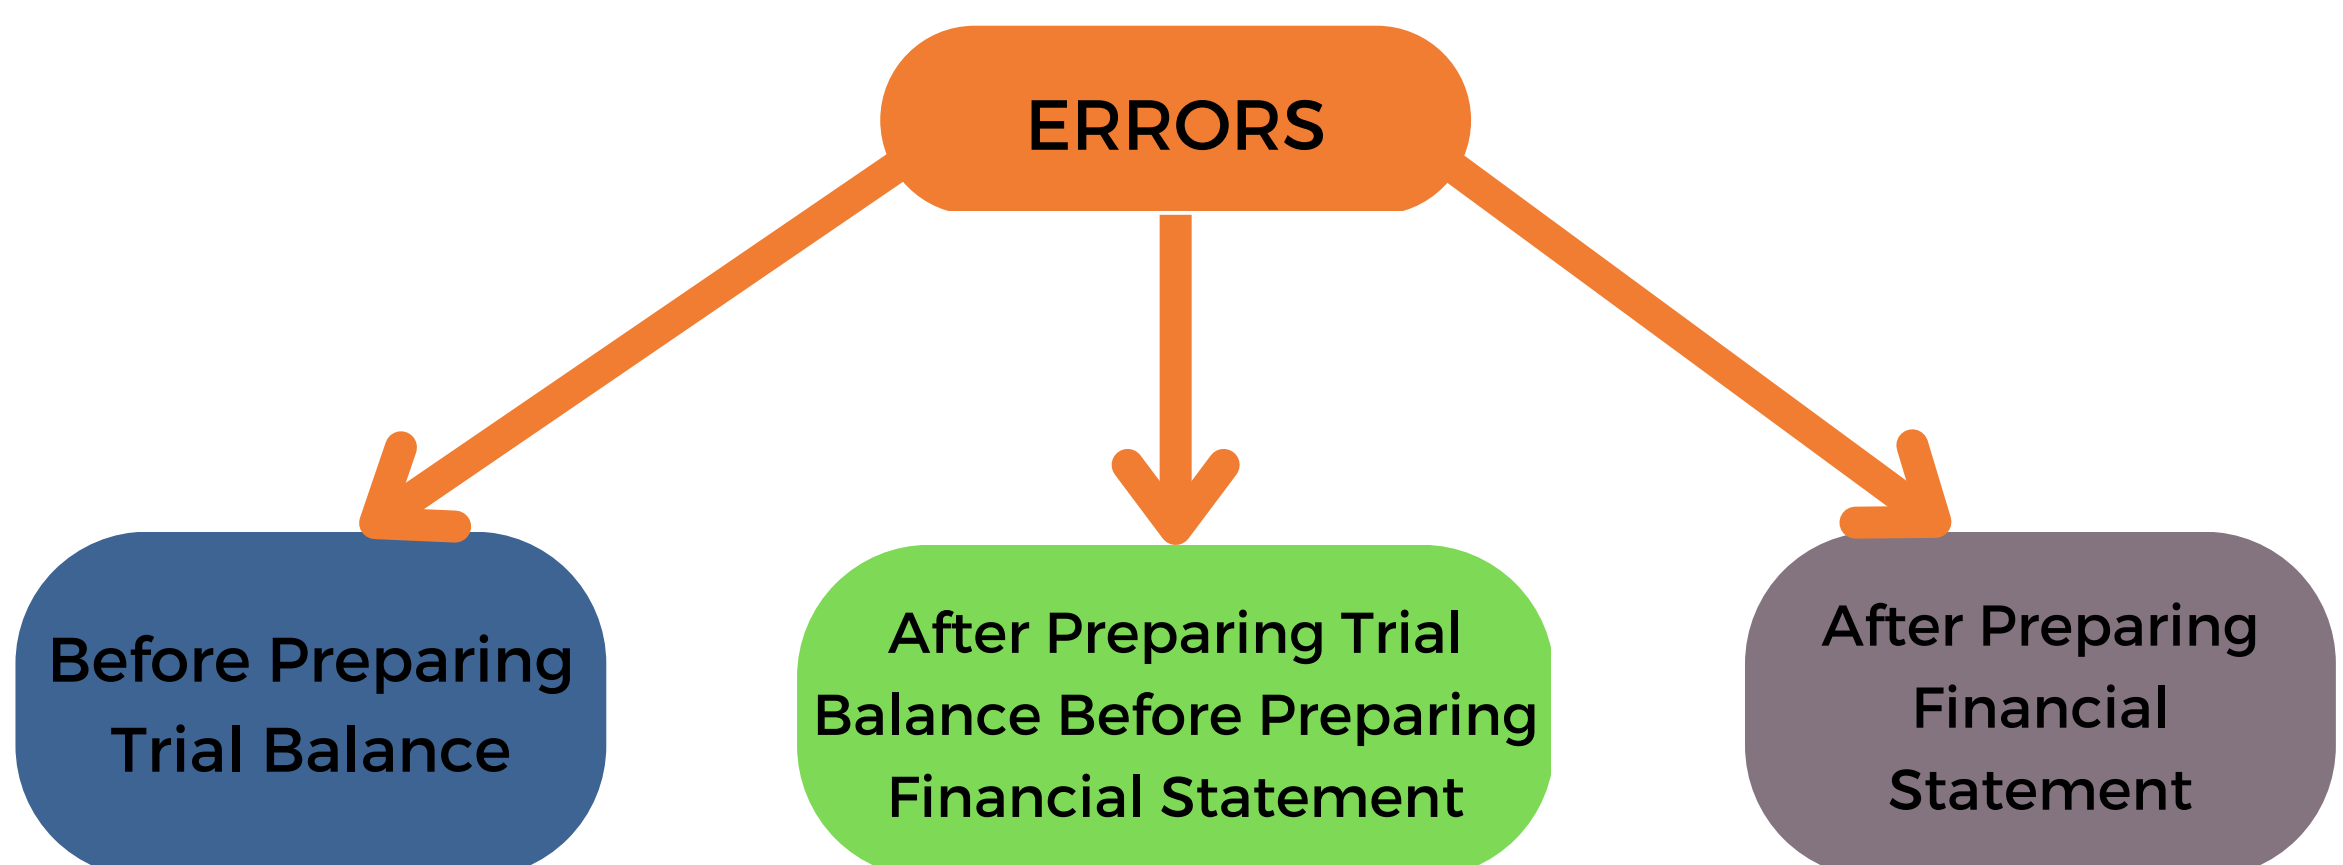 ERRORS
Before Preparing
Trial Balance
After Preparing Trial
Balance Before Preparing
Financial Statement
After Preparing
Financial
Statement